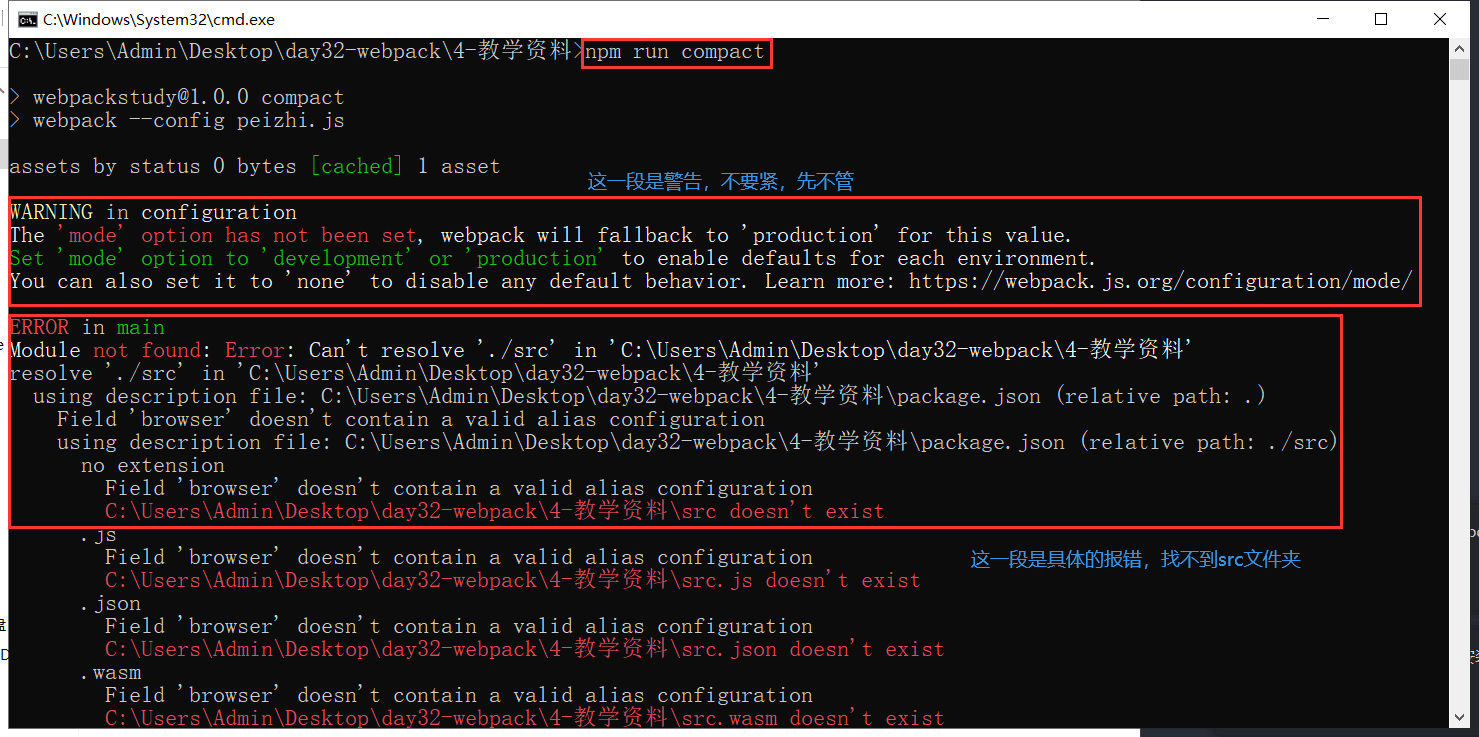 C:\Windows\System32\cmd.exe
C:\Users\Admin\Desktop\day32-webpack\4-教学资料>npm run compact
> webpackstudy@1.0.0 compact
> webpack --config peizhi.js
assets by status 0 bytes [cached] 1 asset
这一段是警告，不要紧，先不管
WARNING in configuration
The 'mode' option has not been set, webpack will fallback to 'production' for this value.
Set 'mode' option to 'development' or 'production' to enable defaults for each environment.
You can also set it to 'none' to disable any default behavior. Learn more: https://webpack.js.org/configuration/mode/
ERROR in main
Module not found: Error: Can't resolve './src' in 'C:\Users\Admin\Desktop\day32-webpack\4-教学资料'
resolve './src' in 'C:\Users\Admin\Desktop\day32-webpack\4-教学资料'
using description file: C:\Users\Admin\Desktop\day32-webpack\4-教学资料\package.json (relative path: .)
Field 'browser' doesn't contain a valid alias configuration
using description file: C:\Users\Admin\Desktop\day32-webpack\4-教学资料\package.json (relative path: ./src)
no extension
Field 'browser' doesn't contain a valid alias configuration
C:\Users\Admin\Desktop\day32-webpack\4-教学资料\src doesn't exist
.js
Field 'browser' doesn't contain a valid alias configuration
这一段是具体的报错，找不到src文件夹
C:\Users\Admin\Desktop\day32-webpack\4-教学资料\src.js doesn't exist
.json
Field 'browser' doesn't contain a valid alias configuration
C:\Users\Admin\Desktop\day32-webpack\4-教学资料\src.json doesn't exist
.wasm
Field 'browser' doesn't contain a valid alias configuration
C:\Users\Admin\Desktop\day32-webpack\4-教学资料\src.wasm doesn't exist